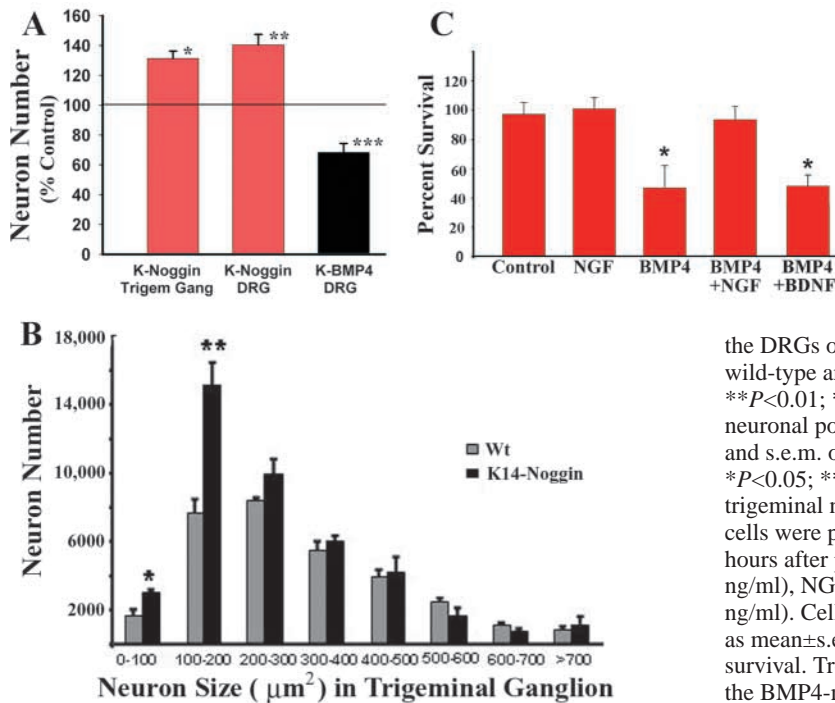 A
Neuron Number
(% Control)
160
140
120
100
80
60
40
20
0
*
**
***
K-Noggin
Trigem Gang
K-Noggin
DRG
K-BMP4
DRG
C
Percent Survival
120
100
80
60
40
20
0
*
*
Control
NGF
BMP4
BMP4
+NGF
BMP4
+BDNF
B
Neuron Number
18,000
14,000
10,000
6000
2000
*
**
Wt
K14-Noggin
0-100
100-200
200-300
300-400
400-500
500-600
600-700
>700
Neuron Size ( μm²) in Trigeminal Ganglion
the DRGs o
wild-type a
**P<0.01; *
neuronal po
and s.e.m. o
*P<0.05; **
trigeminal r
cells were p
hours after
ng/ml), NG
ng/ml). Cel
as mean±s.e
survival. Tr
the BMP4-r